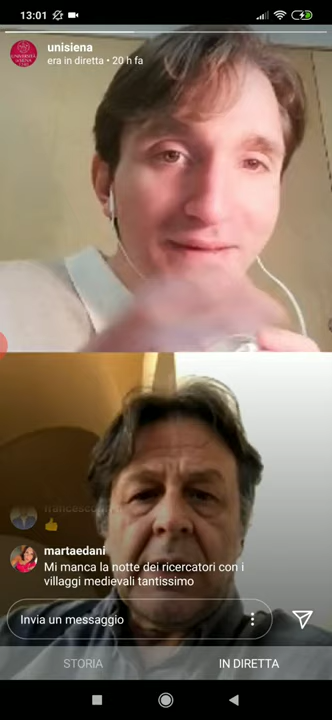 13:01
unisiena
era in diretta • 20 h fa
martaedani
Mi manca la notte dei ricercatori con i
villaggi medievali tantissimo
Invia un messaggio
STORIA
IN DIRETTA